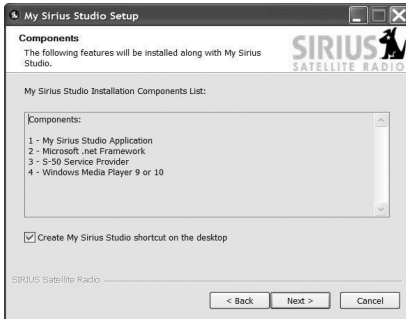 My Sirius Studio Setup
Components
The following features will be installed along with My Sirius
Studio.
SIRIUS
SATELLITE RADIO
My Sirius Studio Installation Components List:
Components:
1 - My Sirius Studio Application
2 - Microsoft .net Framework
3 - S-50 Service Provider
4 - Windows Media Player 9 or 10
Create My Sirius Studio shortcut on the desktop
SIRIUS Satellite Radio
< Back
Next >
Cancel